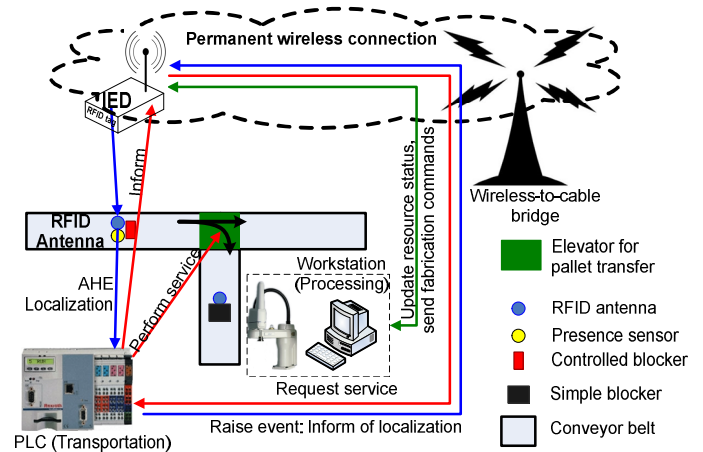 Permanent wireless connection
IED
RFID tag
Inform
Update resource status,
send fabrication commands
Wireless-to-cable
bridge
RFID
Antenna
AHE
Localization
Perform service
Workstation
(Processing)
Request service
Raise event: Inform of localization
PLC (Transportation)
Elevator for
pallet transfer
RFID antenna
Presence sensor
Controlled blocker
Simple blocker
Conveyor belt